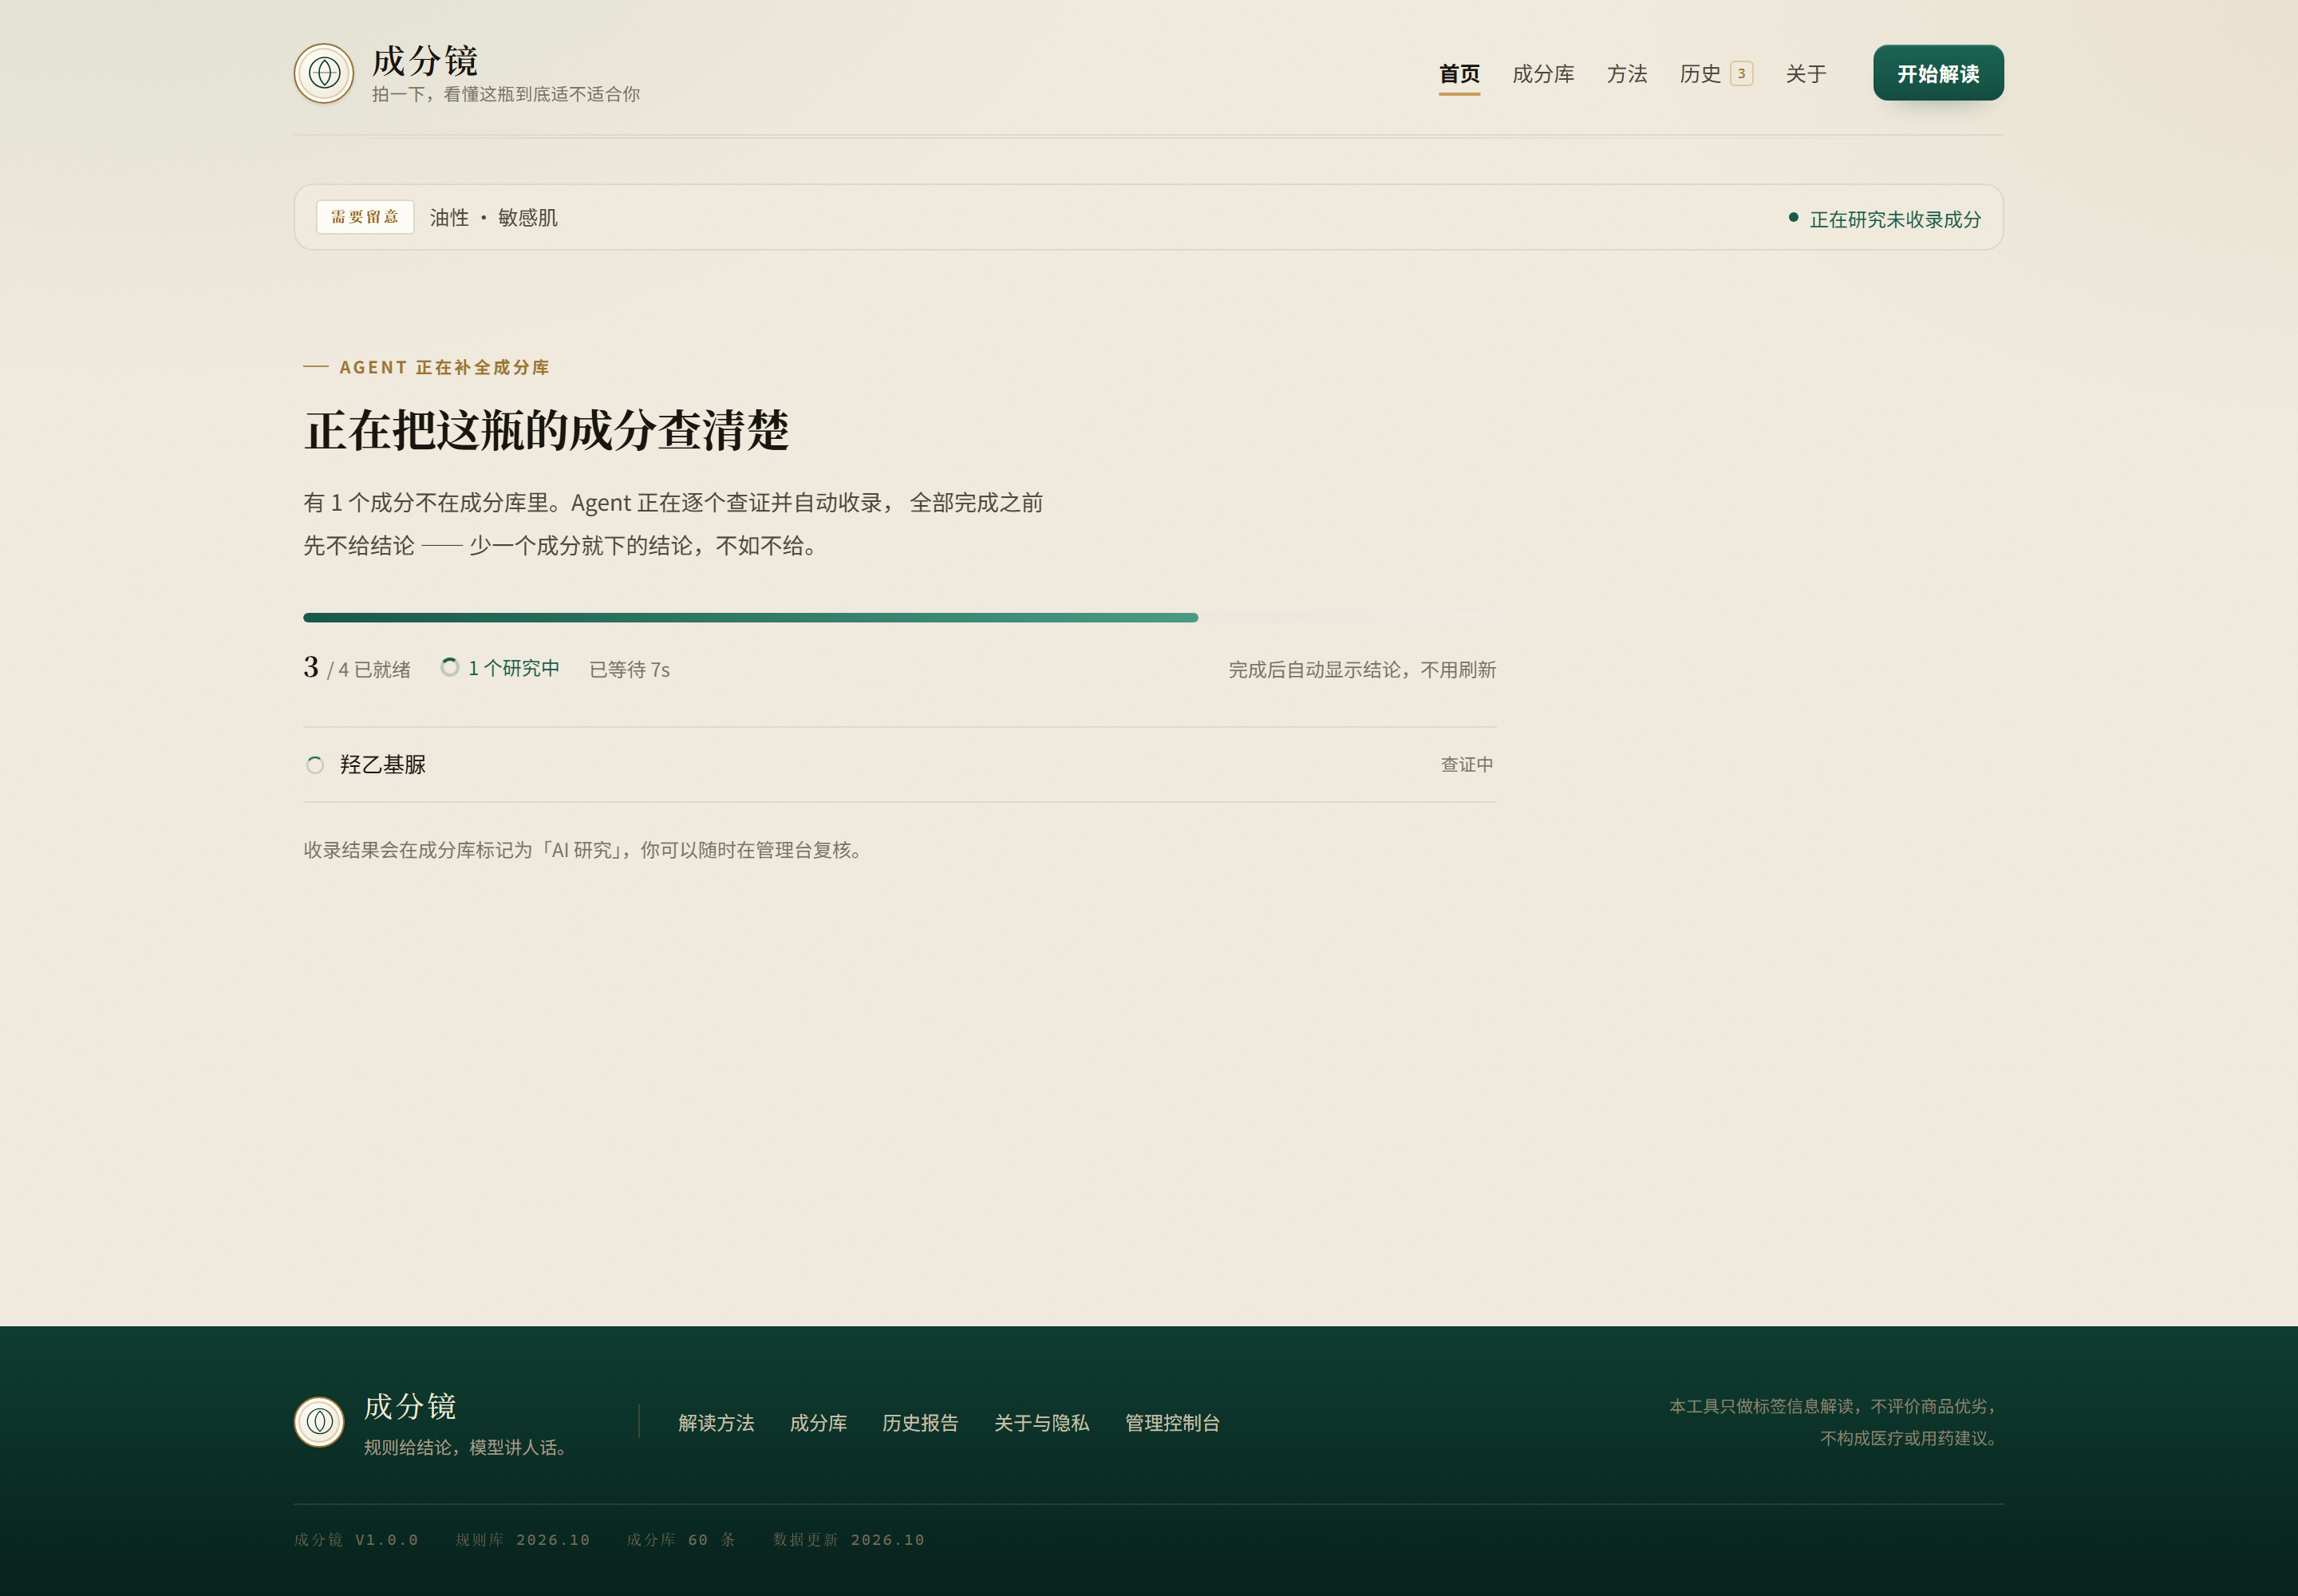 成分镜
拍一下，看懂这瓶到底适不适合你
首页 成分库 方法 历史 3 关于 开始解读
需要留意 油性 · 敏感肌 正在研究未收录成分
AGENT 正在补全成分库
正在把这瓶的成分查清楚
有 1 个成分不在成分库里。Agent 正在逐个查证并自动收录， 全部完成之前
先不给结论 —— 少一个成分就下的结论，不如不给。
3 / 4 已就绪 1 个研究中 已等待 7s 完成后自动显示结论，不用刷新
羟乙基脲 查证中
收录结果会在成分库标记为「AI 研究」，你可以随时在管理台复核。
成分镜
规则给结论，模型讲人话。
解读方法 成分库 历史报告 关于与隐私 管理控制台
本工具只做标签信息解读，不评价商品优劣，
不构成医疗或用药建议。
成分镜 V1.0.0 规则库 2026.10 成分库 60 条 数据更新 2026.10